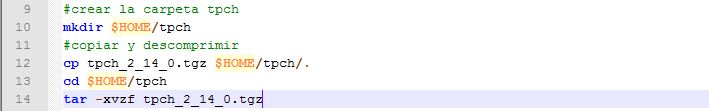 9 #crear la carpeta tpch
10 mkdir $HOME/tpch
11 #copiar y descomprimir
12 cp tpch_2_14_0.tgz $HOME/tpch/.
13 cd $HOME/tpch
14 tar -xvzf tpch_2_14_0.tgz